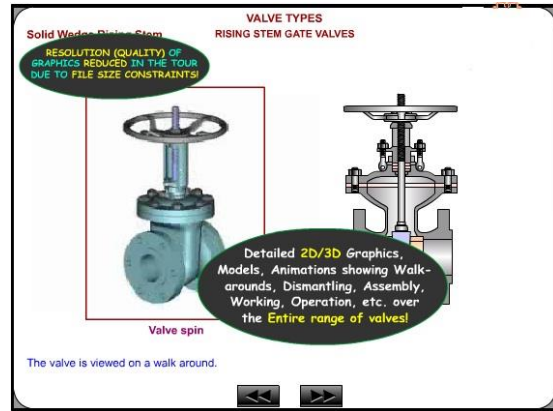 VALVE TYPES
Solid Wedge Rising Stem
RISING STEM GATE VALVES
RESOLUTION (QUALITY) OF
GRAPHICS REDUCED IN THE TOUR
DUE TO FILE SIZE CONSTRAINTS!
Detailed 2D/3D Graphics,
Models, Animations showing Walk-
arounds, Dismantling, Assembly,
Working, Operation, etc. over
the Entire range of valves!
Valve spin
The valve is viewed on a walk around.